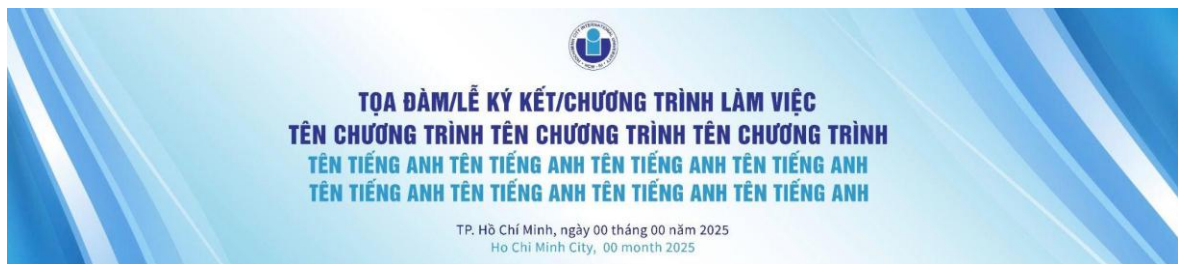 TỌA ĐÀM/LỄ KÝ KẾT/CHƯƠNG TRÌNH LÀM VIỆC
TÊN CHƯƠNG TRÌNH TÊN CHƯƠNG TRÌNH TÊN CHƯƠNG TRÌNH
TÊN TIẾNG ANH TÊN TIẾNG ANH TÊN TIẾNG ANH TÊN TIẾNG ANH
TÊN TIẾNG ANH TÊN TIẾNG ANH TÊN TIẾNG ANH TÊN TIẾNG ANH
TP. Hồ Chí Minh, ngày 00 tháng 00 năm 2025
Ho Chi Minh City, 00 month 2025